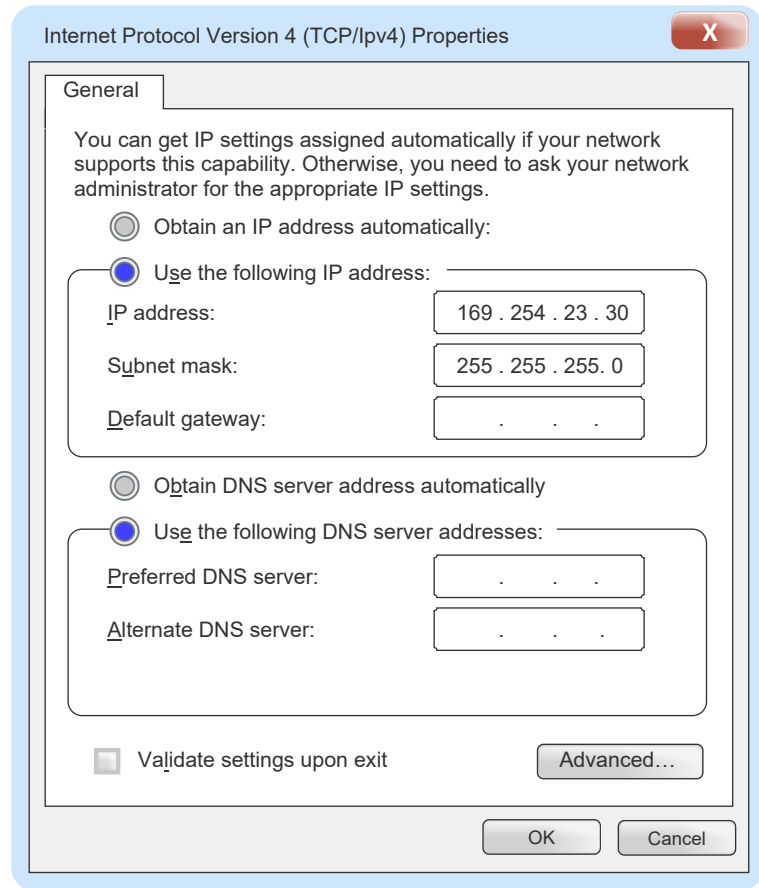 Internet Protocol Version 4 (TCP/Ipv4) Properties
X
General
You can get IP settings assigned automatically if your network
supports this capability. Otherwise, you need to ask your network
administrator for the appropriate IP settings.
Obtain an IP address automatically:
Use the following IP address:
IP address: 169 . 254 . 23 . 30
Subnet mask: 255 . 255 . 255. 0
Default gateway: . . .
Obtain DNS server address automatically
Use the following DNS server addresses:
Preferred DNS server: . . .
Alternate DNS server: . . .
Validate settings upon exit
Advanced...
OK
Cancel